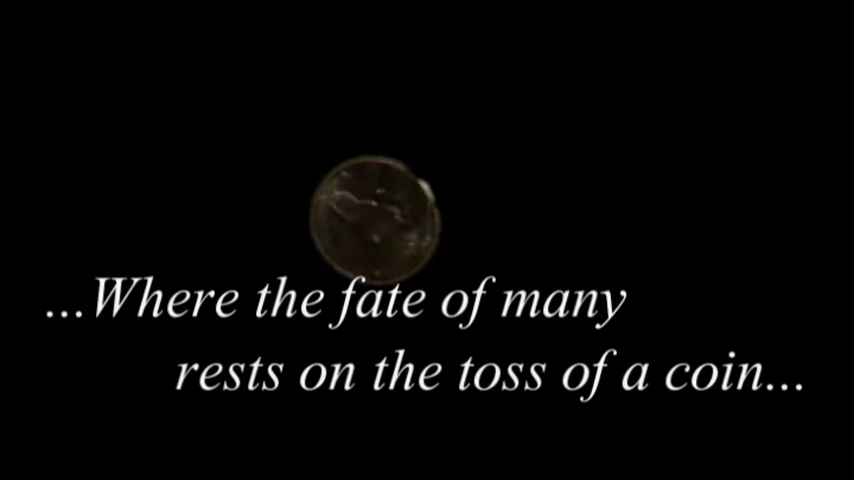 ...Where the fate of many
rests on the toss of a coin...